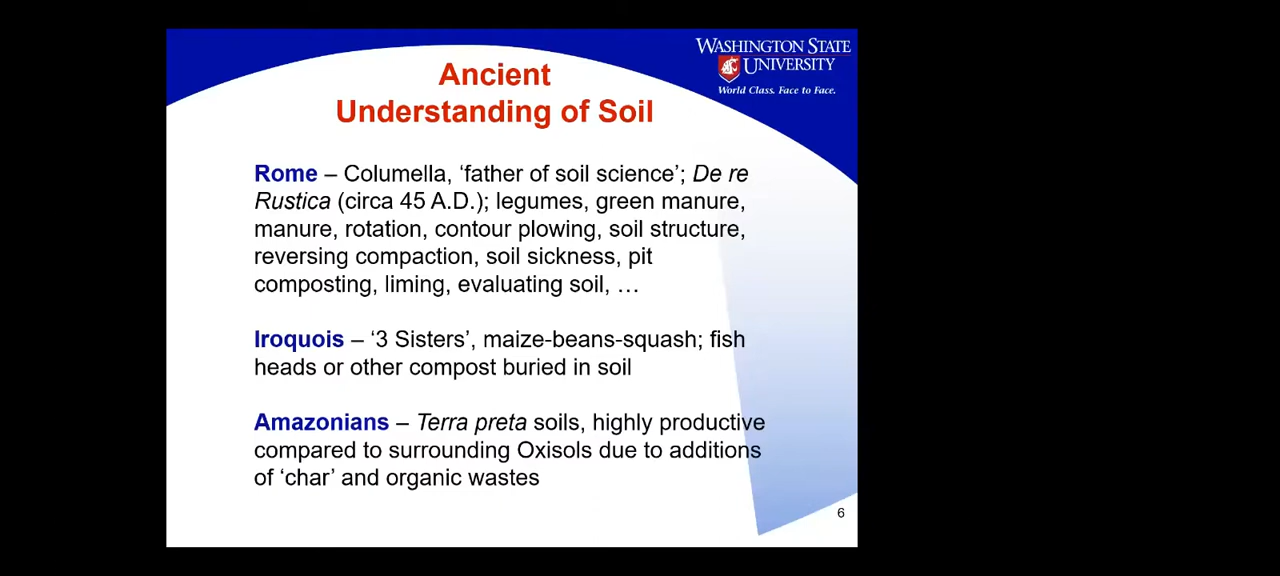 WASHINGTON STATE
UNIVERSITY
World Class. Face to Face.
Ancient
Understanding of Soil
Rome – Columella, ‘father of soil science’; De re
Rustica (circa 45 A.D.); legumes, green manure,
manure, rotation, contour plowing, soil structure,
reversing compaction, soil sickness, pit
composting, liming, evaluating soil, …
Iroquois – ‘3 Sisters’, maize-beans-squash; fish
heads or other compost buried in soil
Amazonians – Terra preta soils, highly productive
compared to surrounding Oxisols due to additions
of ‘char’ and organic wastes
6